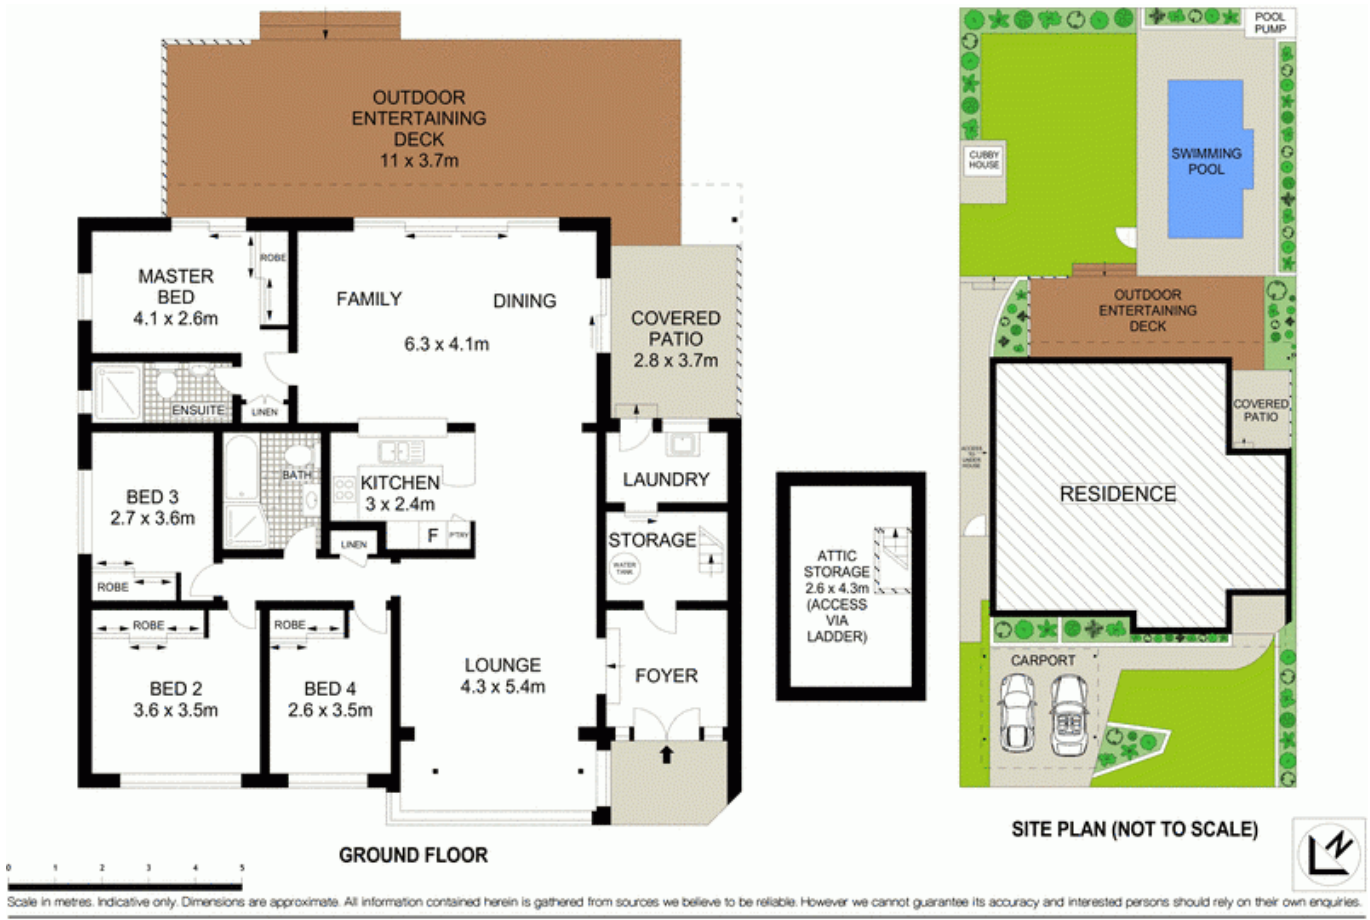 OUTDOOR
ENTERTAINING
DECK
11 x 3.7m
MASTER
BED
4.1 x 2.6m
ROBE
FAMILY
DINING
6.3 x 4.1m
COVERED
PATIO
2.8 x 3.7m
ENSUITE
LINEN
BED 3
2.7 x 3.6m
ROBE
BATH
KITCHEN
3 x 2.4m
F
P'TRY
LINEN
LAUNDRY
STORAGE
WATER
TANK
ROBE
BED 2
3.6 x 3.5m
ROBE
BED 4
2.6 x 3.5m
LOUNGE
4.3 x 5.4m
FOYER
GROUND FLOOR
ATTIC
STORAGE
2.6 x 4.3m
(ACCESS
VIA
LADDER)
POOL
PUMP
CUBBY
HOUSE
SWIMMING
POOL
OUTDOOR
ENTERTAINING
DECK
COVERED
PATIO
ACCESS
TO
UNDER
HOUSE
RESIDENCE
CARPORT
SITE PLAN (NOT TO SCALE)
N
0 1 2 3 4 5
Scale in metres. Indicative only. Dimensions are approximate. All information contained herein is gathered from sources we believe to be reliable. However we cannot guarantee its accuracy and interested persons should rely on their own enquiries.